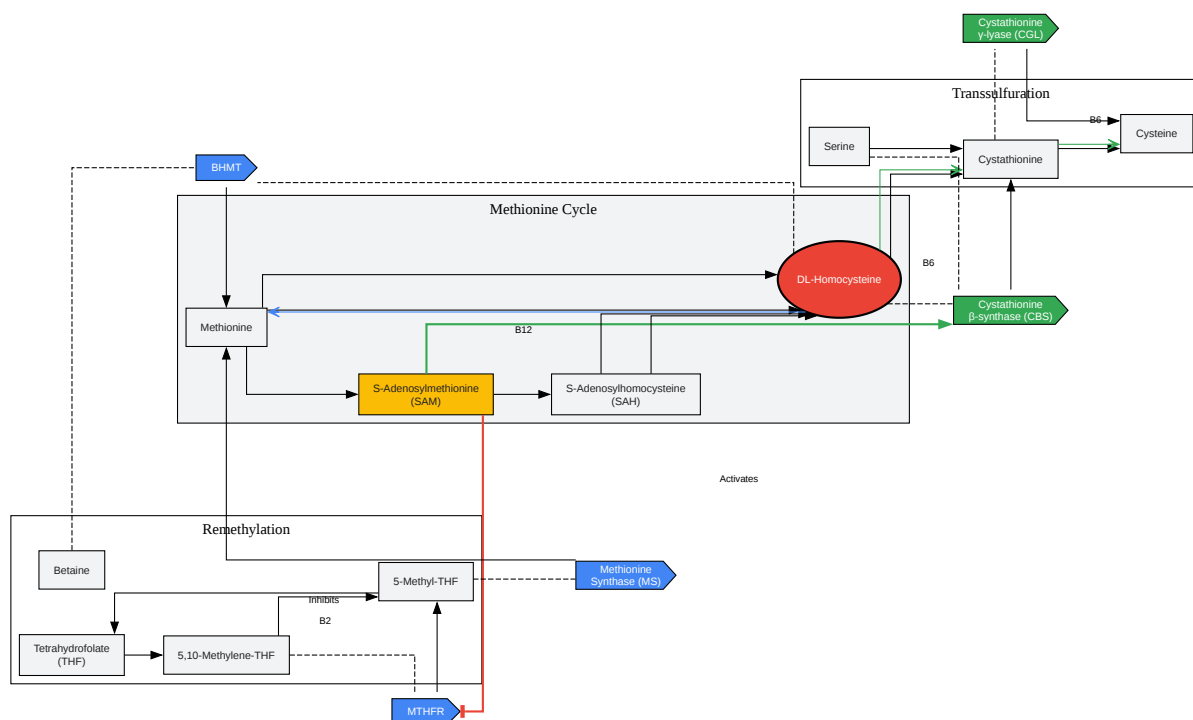 Cystathionine
γ-lyase (CGL)
Transsulfuration
B6
Cysteine
Serine
Cystathionine
BHMT
Methionine Cycle
B6
DL-Homocysteine
Cystathionine
β-synthase (CBS)
Methionine
B12
S-Adenosylmethionine
(SAM)
S-Adenosylhomocysteine
(SAH)
Activates
Remethylation
Betaine
5-Methyl-THF
Methionine
Synthase (MS)
Inhibits
B2
Tetrahydrofolate
(THF)
5,10-Methylene-THF
MTHFR